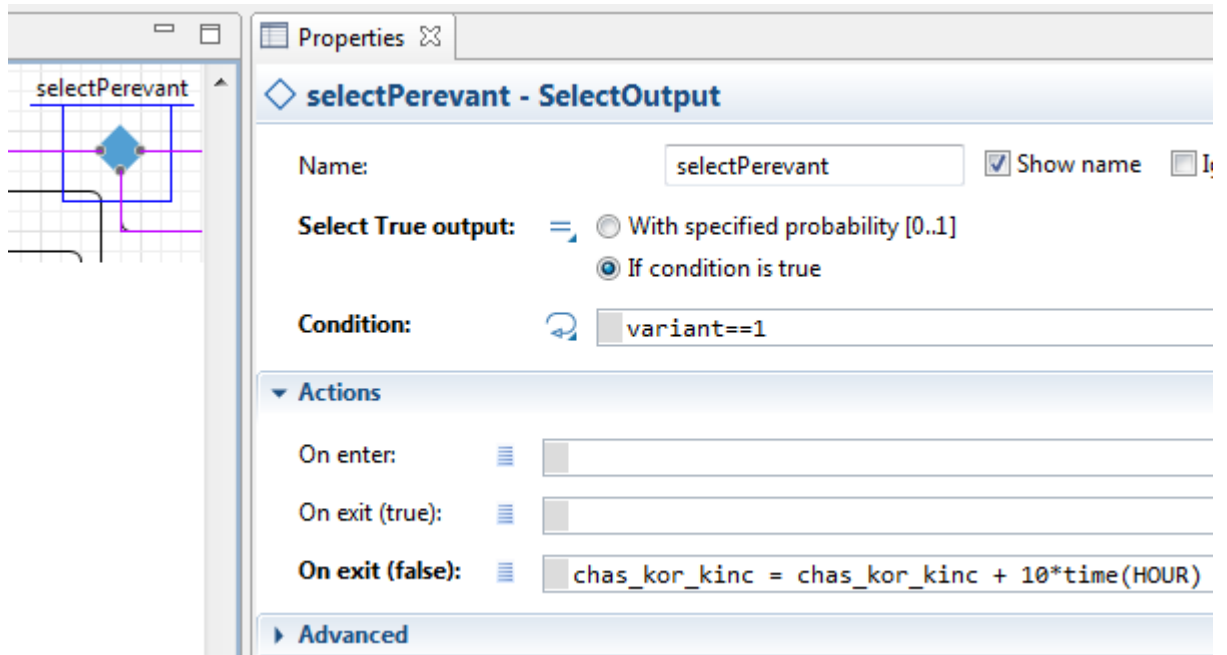 Properties
selectPerevant
selectPerevant - SelectOutput
Name: selectPerevant Show name
Select True output: = With specified probability [0..1]
If condition is true
Condition: variant==1
Actions
On enter:
On exit (true):
On exit (false): chas_kor_kinc = chas_kor_kinc + 10*time(HOUR)
Advanced